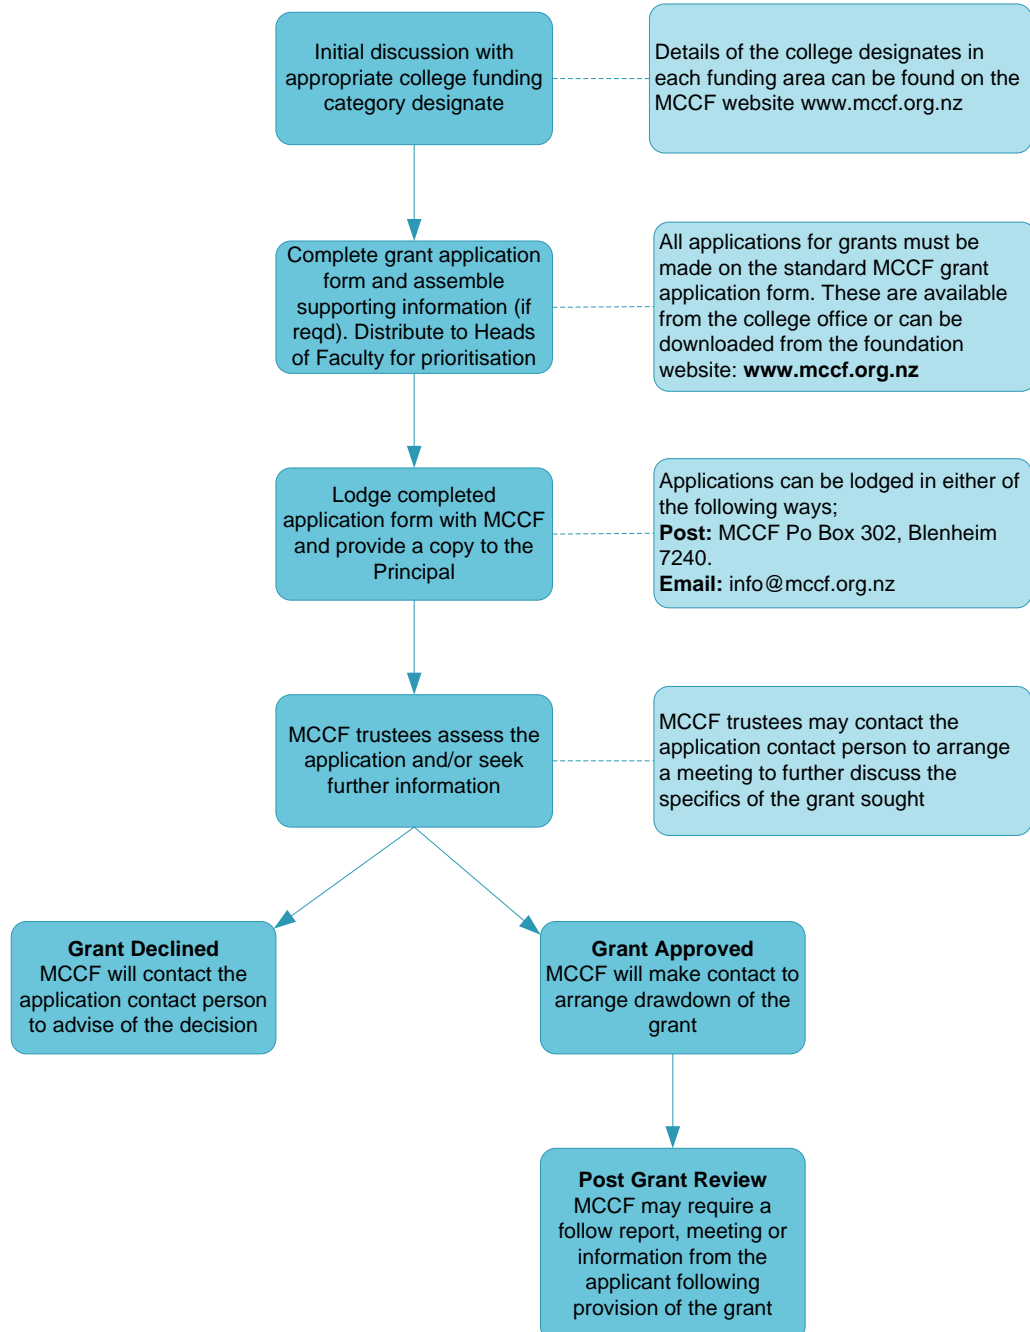 Initial discussion with
appropriate college funding
category designate
Details of the college designates in
each funding area can be found on the
MCCF website www.mccf.org.nz
Complete grant application
form and assemble
supporting information (if
reqd). Distribute to Heads
of Faculty for prioritisation
All applications for grants must be
made on the standard MCCF grant
application form. These are available
from the college office or can be
downloaded from the foundation
website: www.mccf.org.nz
Lodge completed
application form with MCCF
and provide a copy to the
Principal
Applications can be lodged in either of
the following ways;
Post: MCCF Po Box 302, Blenheim
7240.
Email: info@mccf.org.nz
MCCF trustees assess the
application and/or seek
further information
MCCF trustees may contact the
application contact person to arrange
a meeting to further discuss the
specifics of the grant sought
Grant Declined
MCCF will contact the
application contact person
to advise of the decision
Grant Approved
MCCF will make contact to
arrange drawdown of the
grant
Post Grant Review
MCCF may require a
follow report, meeting or
information from the
applicant following
provision of the grant